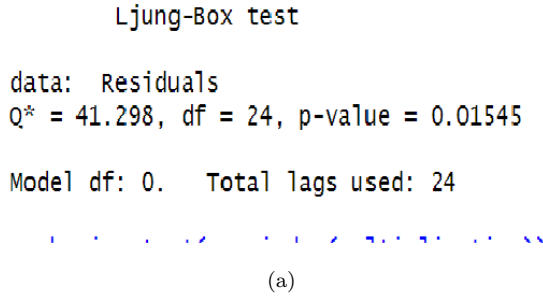 Ljung-Box test
data: Residuals
Q* = 41.298, df = 24, p-value = 0.01545
Model df: 0. Total lags used: 24
(a)